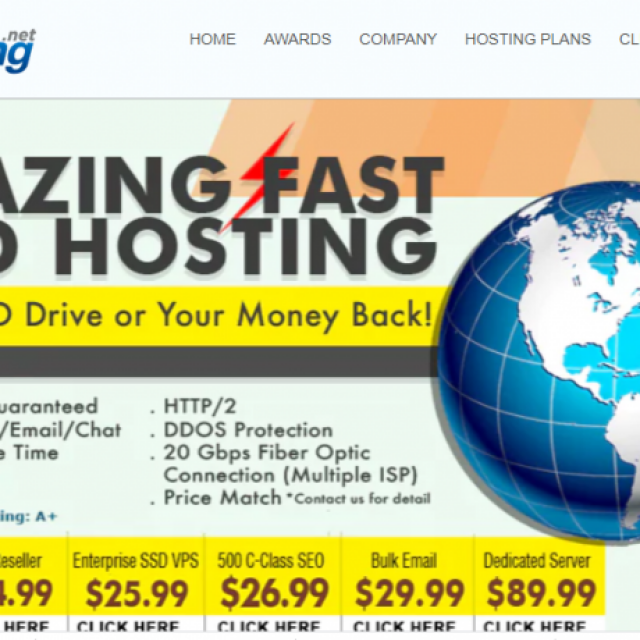 .net
ng
HOME AWARDS COMPANY HOSTING PLANS CL
AZING FAST
D HOSTING
D Drive or Your Money Back!
uaranteed
/Email/Chat
e Time
. HTTP/2
. DDOS Protection
. 20 Gbps Fiber Optic
Connection (Multiple ISP)
. Price Match *Contact us for detail
ing: A+
eseller Enterprise SSD VPS 500 C-Class SEO Bulk Email Dedicated Server
4.99 $25.99 $26.99 $29.99 $89.99
HERE CLICK HERE CLICK HERE CLICK HERE CLICK HERE